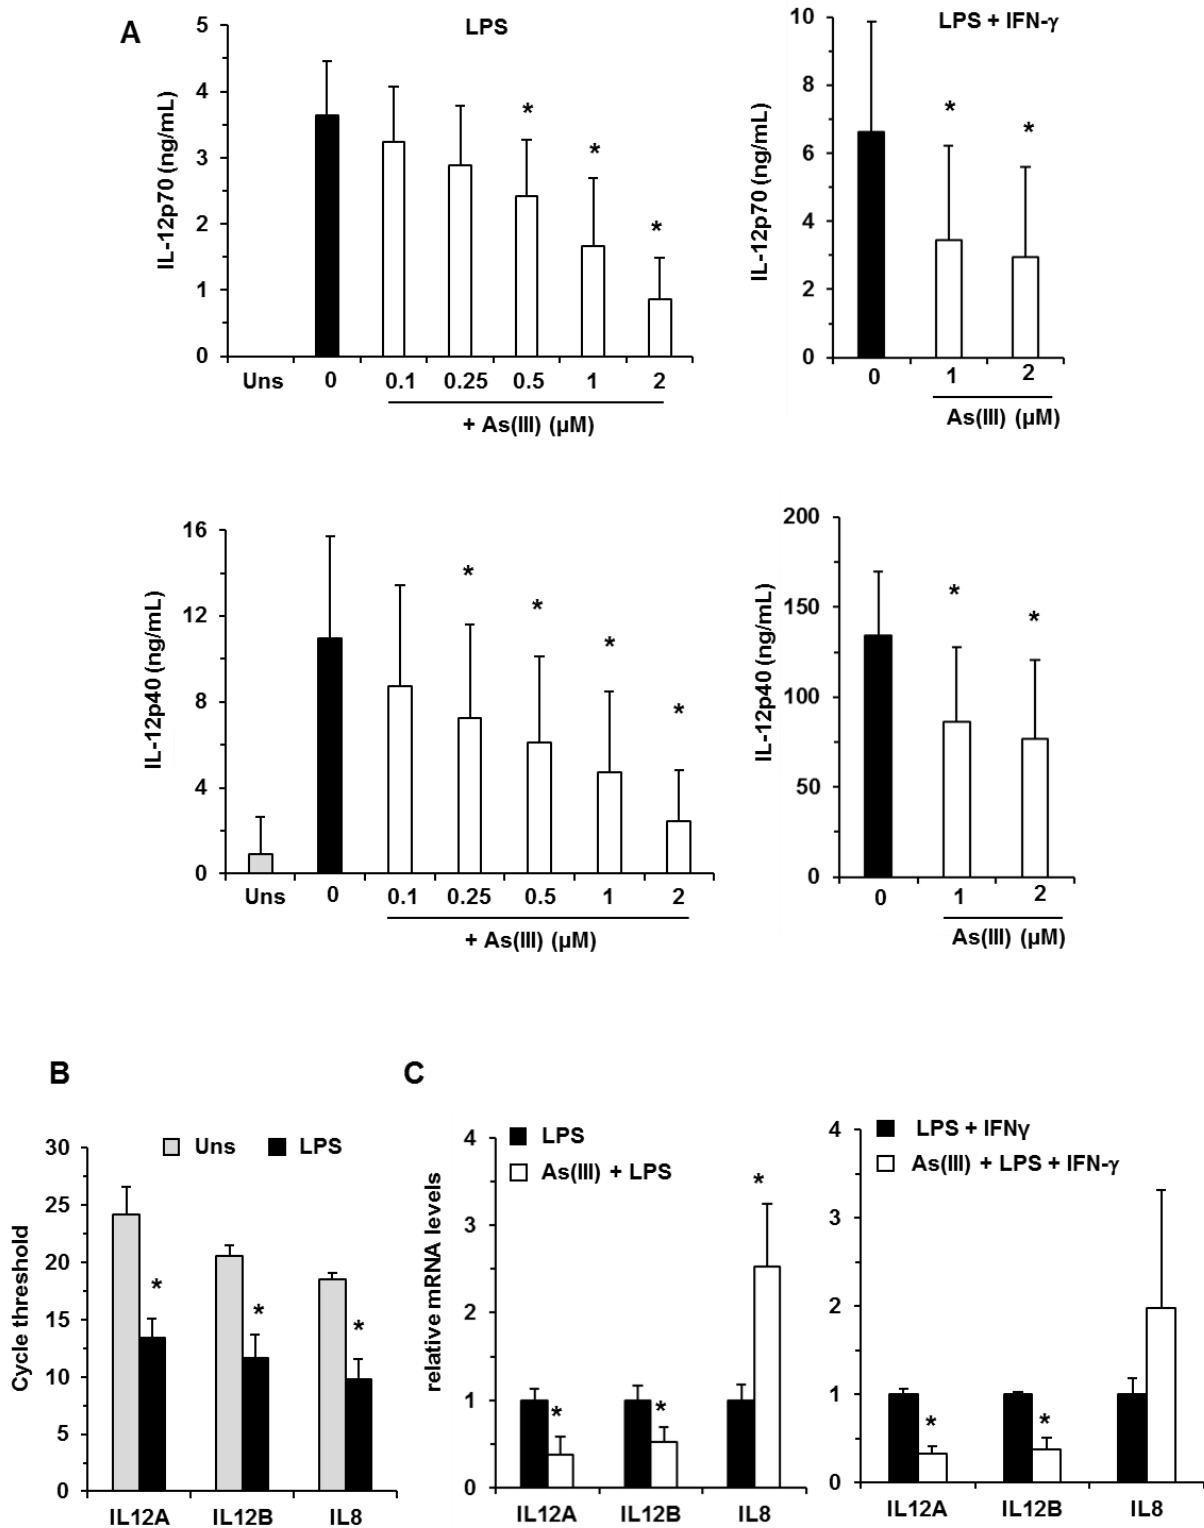 A
LPS
IL-12p70 (ng/mL)
5
4
3
2
1
0
* * *
Uns 0 0.1 0.25 0.5 1 2
+ As(III) (µM)
LPS + IFN-γ
IL-12p70 (ng/mL)
10
8
6
4
2
0
* *
0 1 2
As(III) (µM)
IL-12p40 (ng/mL)
16
12
8
4
0
* * * *
Uns 0 0.1 0.25 0.5 1 2
+ As(III) (µM)
IL-12p40 (ng/mL)
200
150
100
50
0
* *
0 1 2
As(III) (µM)
B
Uns LPS
Cycle threshold
30
25
20
15
10
5
0
* * *
IL12A IL12B IL8
C
LPS
As(III) + LPS
relative mRNA levels
4
3
2
1
0
* * *
IL12A IL12B IL8
LPS + IFNγ
As(III) + LPS + IFN-γ
4
3
2
1
0
* *
IL12A IL12B IL8